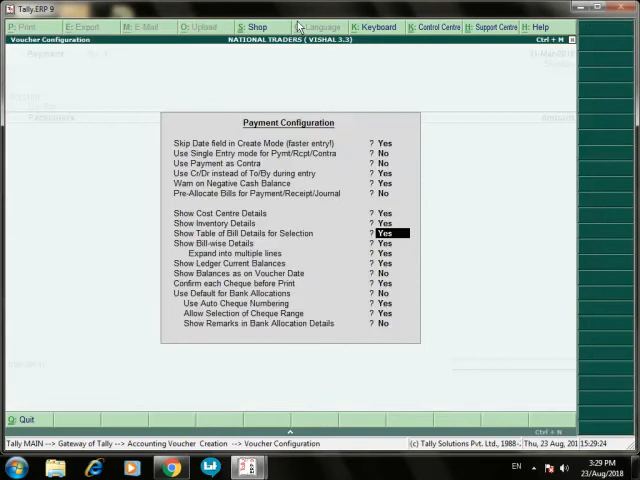 Tally.ERP 9
P: Print E: Export M: E-Mail O: Upload S: Shop Language K: Keyboard K: Control Centre H: Support Centre H: Help
Voucher Configuration NATIONAL TRADERS ( VISHAL 3.3) Ctrl + M
Payment Configuration
Skip Date field in Create Mode (faster entry!) ? Yes
Use Single Entry mode for Pymt/Rcpt/Contra ? No
Use Payment as Contra ? No
Use Cr/Dr instead of To/By during entry ? Yes
Warn on Negative Cash Balance ? Yes
Pre-Allocate Bills for Payment/Receipt/Journal ? No
Show Cost Centre Details ? Yes
Show Inventory Details ? Yes
Show Table of Bill Details for Selection ? Yes
Show Bill-wise Details ? Yes
Expand into multiple lines ? Yes
Show Ledger Current Balances ? Yes
Show Balances as on Voucher Date ? No
Confirm each Cheque before Print ? Yes
Use Default for Bank Allocations ? No
Use Auto Cheque Numbering ? Yes
Allow Selection of Cheque Range ? Yes
Show Remarks in Bank Allocation Details ? No
Q: Quit
Ctrl + N
Tally MAIN --> Gateway of Tally --> Accounting Voucher Creation --> Voucher Configuration (c) Tally Solutions Pvt. Ltd., 1988-.. Thu, 23 Aug, 201 15:29:24
EN 3:29 PM
23/Aug/2018